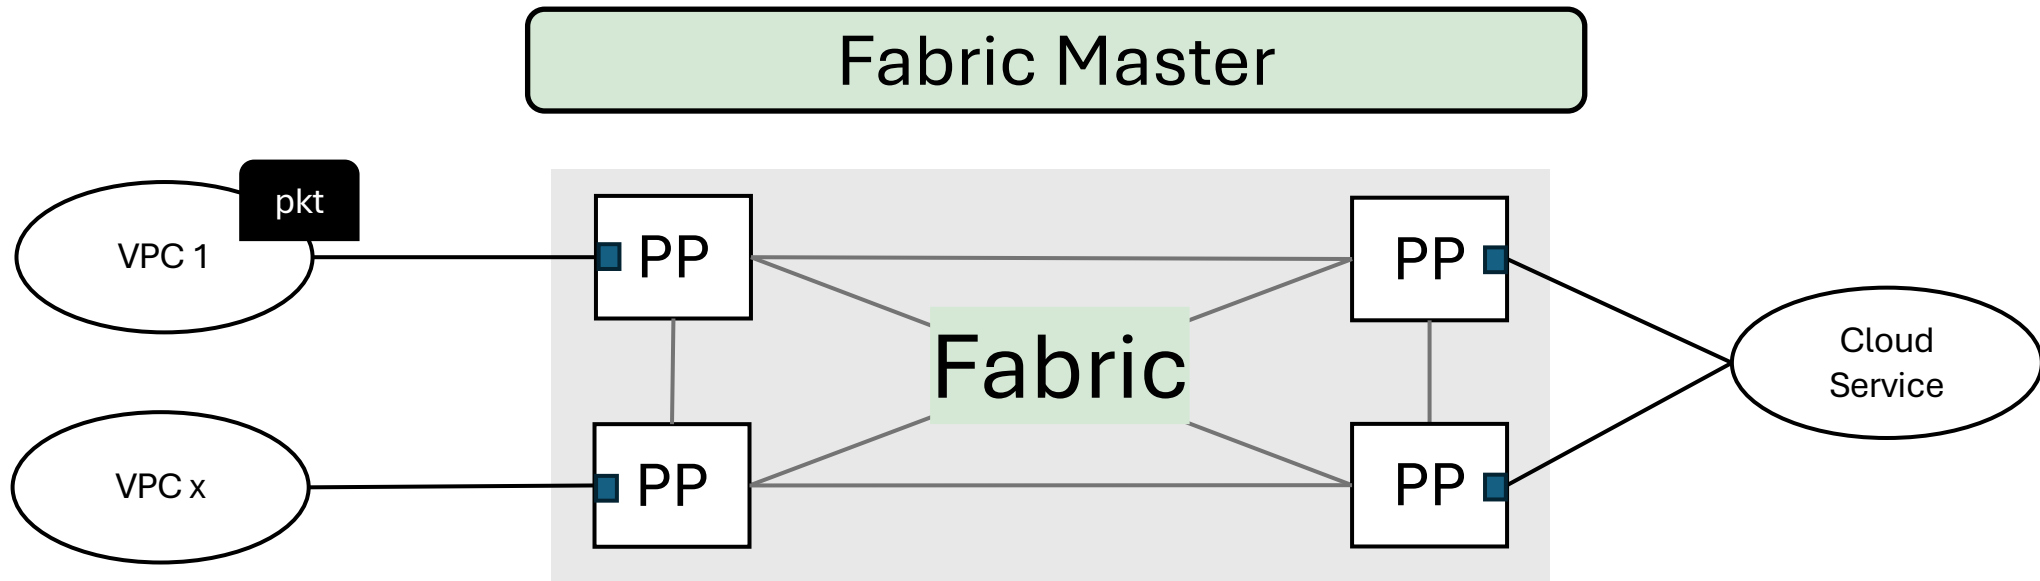 Fabric Master
pkt
VPC 1
PP
PP
Fabric
Cloud
Service
VPC x
PP
PP